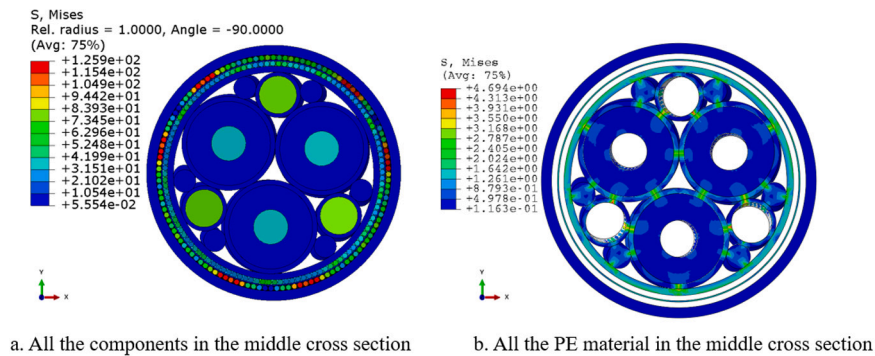 S, Mises
Rel. radius = 1.0000, Angle = -90.0000
(Avg: 75%)
+1.259e+02
+1.154e+02
+1.049e+02
+9.442e+01
+8.393e+01
+7.345e+01
+6.296e+01
+5.248e+01
+4.199e+01
+3.151e+01
+2.102e+01
+1.054e+01
+5.554e-02
Y
X
S, Mises
(Avg: 75%)
+4.694e+00
+4.313e+00
+3.931e+00
+3.550e+00
+3.168e+00
+2.787e+00
+2.405e+00
+2.024e+00
+1.642e+00
+1.261e+00
+8.793e-01
+4.978e-01
+1.163e-01
Y
X
a. All the components in the middle cross section
b. All the PE material in the middle cross section